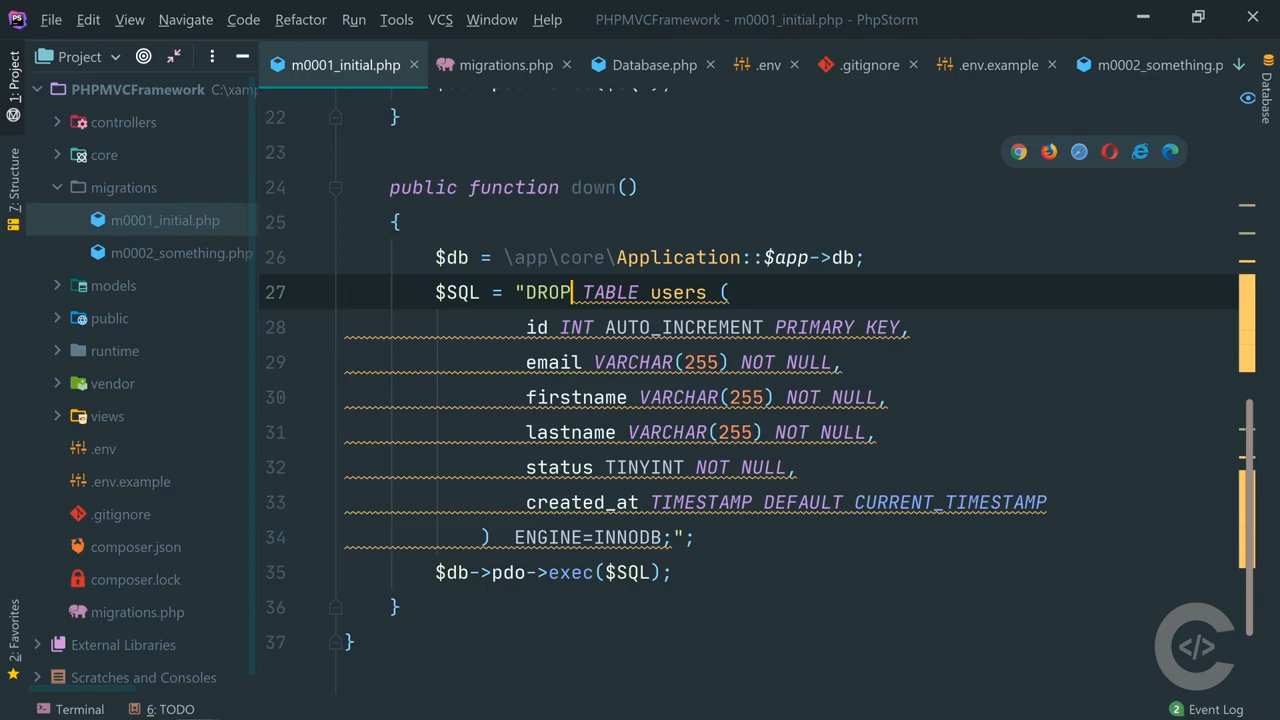 File Edit View Navigate Code Refactor Run Tools VCS Window Help PHPMVCFramework - m0001_initial.php - PhpStorm
Project
m0001_initial.php migrations.php Database.php .env .gitignore .env.example m0002_something.p
1: Project
7: Structure
2: Favorites
Database
PHPMVCFramework C:\xam
controllers
core
migrations
m0001_initial.php
m0002_something.php
models
public
runtime
vendor
views
.env
.env.example
.gitignore
composer.json
composer.lock
migrations.php
External Libraries
Scratches and Consoles
22 }
23
24 public function down()
25 {
26 $db = \app\core\Application::$app->db;
27 $SQL = "DROP TABLE users (
28 id INT AUTO_INCREMENT PRIMARY KEY,
29 email VARCHAR(255) NOT NULL,
30 firstname VARCHAR(255) NOT NULL,
31 lastname VARCHAR(255) NOT NULL,
32 status TINYINT NOT NULL,
33 created_at TIMESTAMP DEFAULT CURRENT_TIMESTAMP
34 ) ENGINE=INNODB;";
35 $db->pdo->exec($SQL);
36 }
37 }
Terminal 6: TODO 2 Event Log